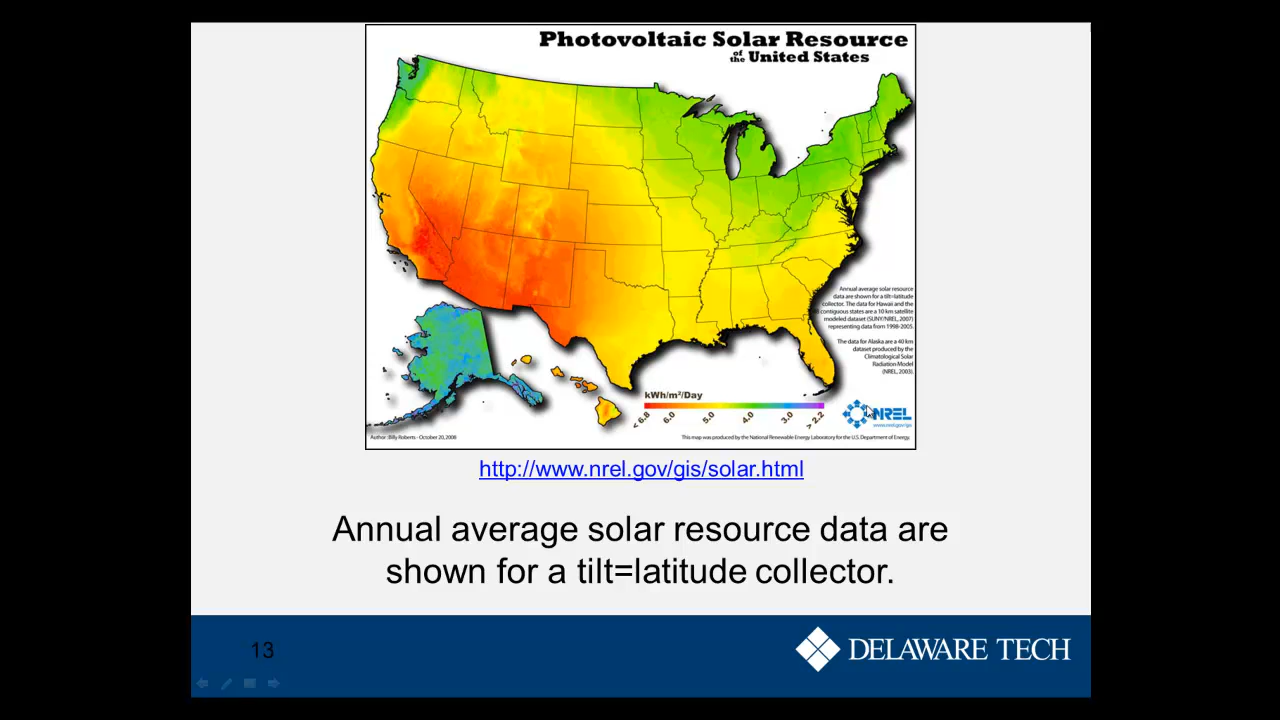 Photovoltaic Solar Resource
of the United States
Annual average solar resource
data are shown for a tilt=latitude
collector. The data for Hawaii and the
48 contiguous states are a 10 km satellite
modeled dataset (SUNY/NREL, 2007)
representing data from 1998-2005.
The data for Alaska are a 40 km
dataset produced by the
Climatological Solar
Radiation Model
(NREL, 2003).
kWh/m²/Day
< 6.8 6.0 5.0 4.0 3.0 > 2.2
NREL
www.nrel.gov/gis
Author : Billy Roberts - October 20, 2008
This map was produced by the National Renewable Energy Laboratory for the U.S. Department of Energy.
http://www.nrel.gov/gis/solar.html
Annual average solar resource data are
shown for a tilt=latitude collector.
13
DELAWARE TECH